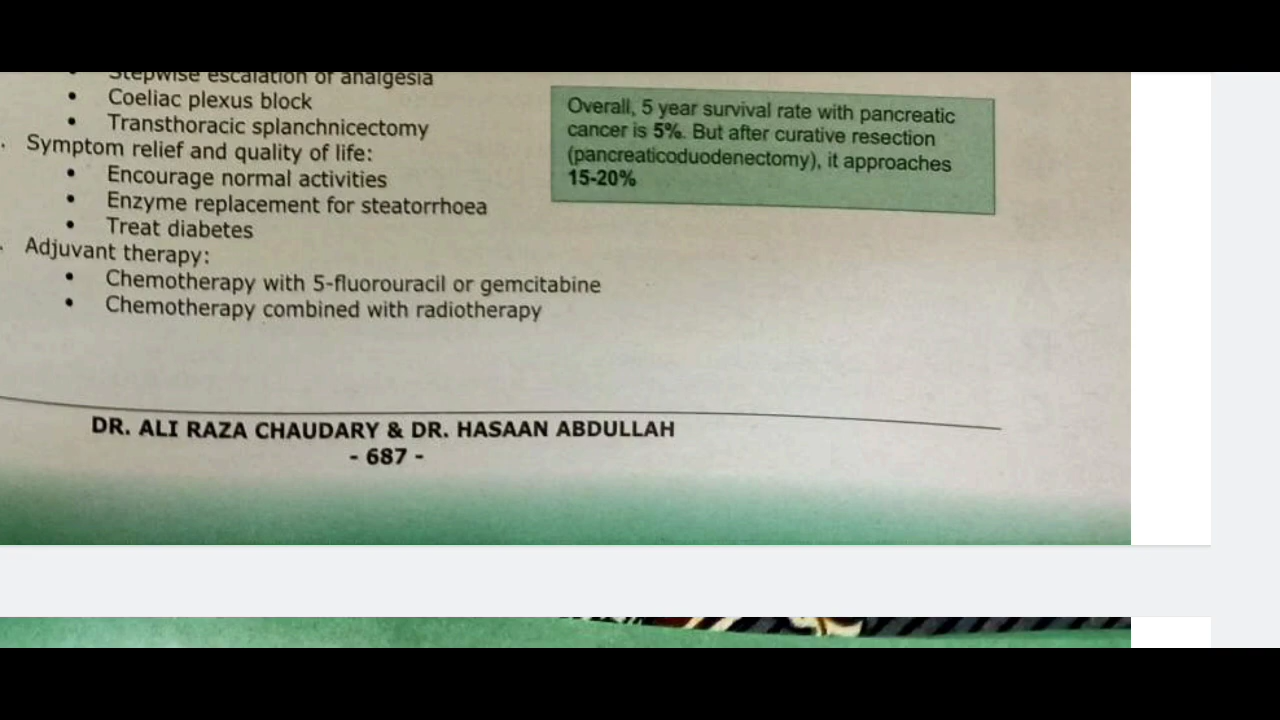 • Stepwise escalation of analgesia
• Coeliac plexus block
• Transthoracic splanchnicectomy
. Symptom relief and quality of life:
• Encourage normal activities
• Enzyme replacement for steatorrhoea
• Treat diabetes
. Adjuvant therapy:
• Chemotherapy with 5-fluorouracil or gemcitabine
• Chemotherapy combined with radiotherapy
Overall, 5 year survival rate with pancreatic
cancer is 5%. But after curative resection
(pancreaticoduodenectomy), it approaches
15-20%
DR. ALI RAZA CHAUDARY & DR. HASAAN ABDULLAH
- 687 -